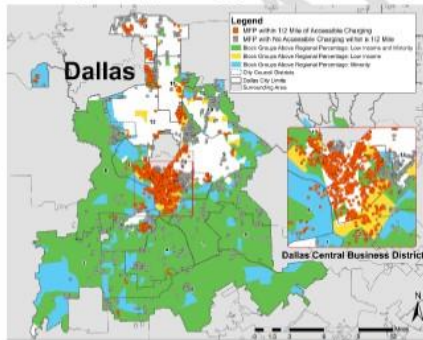 Legend
MFP within 1/2 Mile of Accessible Charging
MFP with No Accessible Charging within a 1/2 Mile
Block Groups Above Regional Percentage: Low Income and Minority
Block Groups Above Regional Percentage: Low Income
Block Groups Above Regional Percentage: Minority
City Council Districts
Dallas City Limits
Surrounding Area
Dallas
Dallas Central Business District
N
Miles